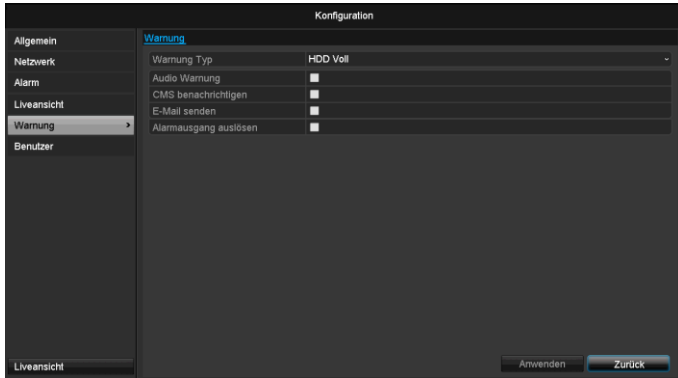 Konfiguration
Allgemein
Netzwerk
Alarm
Liveansicht
Warnung
Benutzer
Liveansicht
Warnung
Warnung Typ HDD Voll
Audio Warnung
CMS benachrichtigen
E-Mail senden
Alarmausgang auslösen
Anwenden Zurück